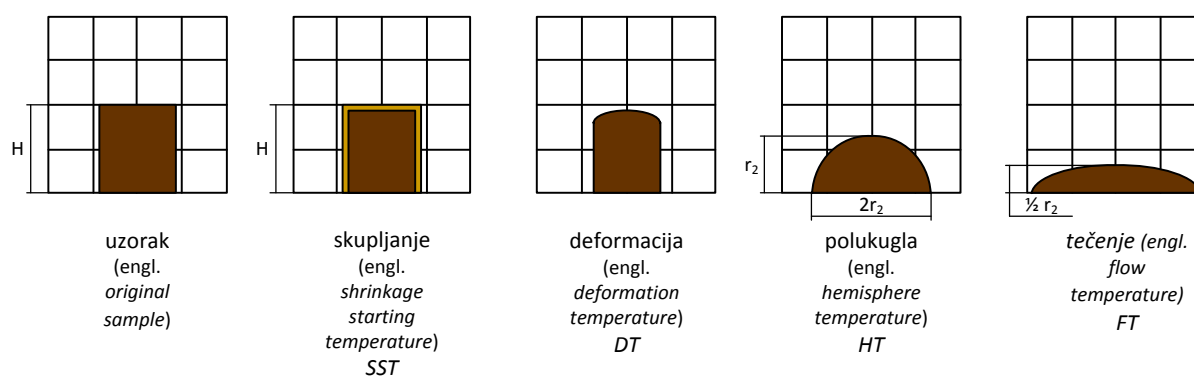 H
H
r₂
2r₂
½ r₂
uzorak
(engl.
original
sample)
skupljanje
(engl.
shrinkage
starting
temperature)
SST
deformacija
(engl.
deformation
temperature)
DT
polukugla
(engl.
hemisphere
temperature)
HT
tečenje (engl.
flow
temperature)
FT